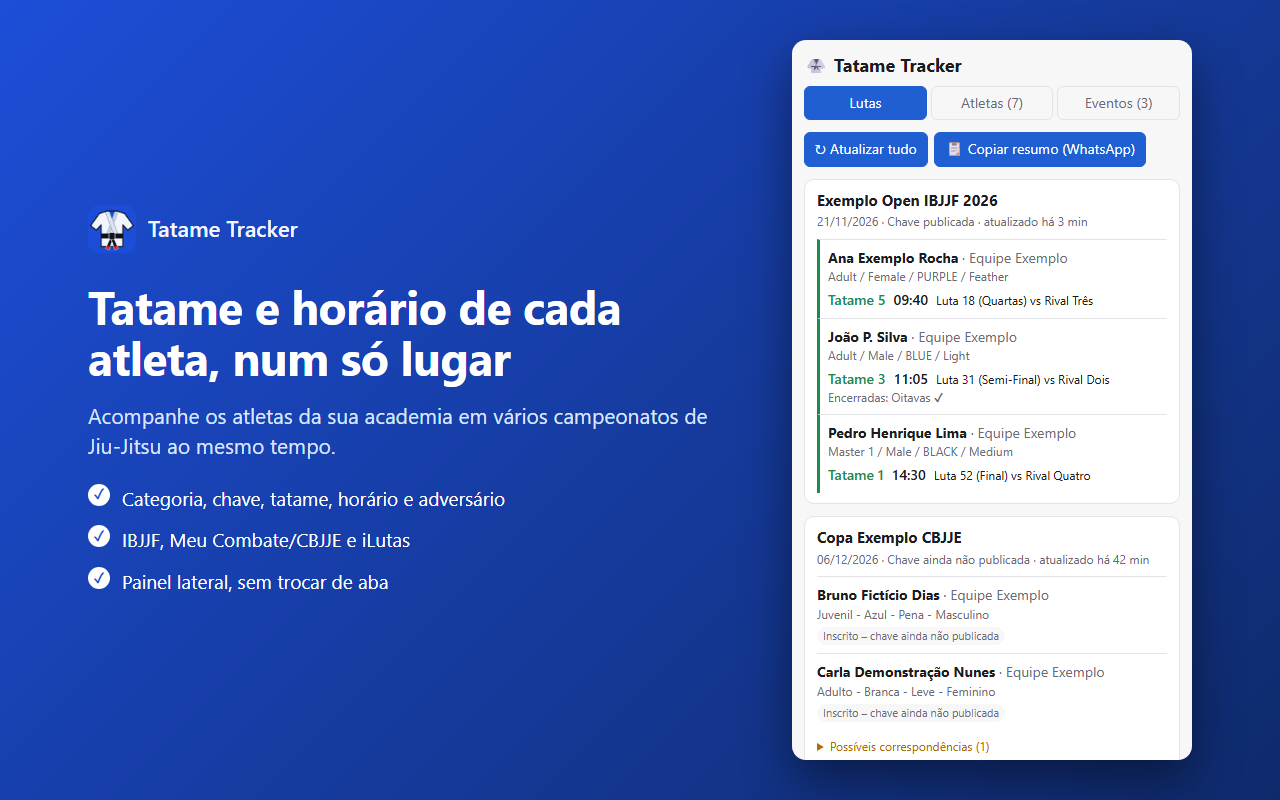 Tatame Tracker
Tatame e horário de cada
atleta, num só lugar
Acompanhe os atletas da sua academia em vários campeonatos de
Jiu-Jitsu ao mesmo tempo.
Categoria, chave, tatame, horário e adversário
IBJJF, Meu Combate/CBJJE e iLutas
Painel lateral, sem trocar de aba
Tatame Tracker
Lutas Atletas (7) Eventos (3)
↻ Atualizar tudo 📋 Copiar resumo (WhatsApp)
Exemplo Open IBJJF 2026
21/11/2026 · Chave publicada · atualizado há 3 min
Ana Exemplo Rocha · Equipe Exemplo
Adult / Female / PURPLE / Feather
Tatame 5 09:40 Luta 18 (Quartas) vs Rival Três
João P. Silva · Equipe Exemplo
Adult / Male / BLUE / Light
Tatame 3 11:05 Luta 31 (Semi-Final) vs Rival Dois
Encerradas: Oitavas ✓
Pedro Henrique Lima · Equipe Exemplo
Master 1 / Male / BLACK / Medium
Tatame 1 14:30 Luta 52 (Final) vs Rival Quatro
Copa Exemplo CBJJE
06/12/2026 · Chave ainda não publicada · atualizado há 42 min
Bruno Fictício Dias · Equipe Exemplo
Juvenil - Azul - Pena - Masculino
Inscrito – chave ainda não publicada
Carla Demonstração Nunes · Equipe Exemplo
Adulto - Branca - Leve - Feminino
Inscrito – chave ainda não publicada
▶ Possíveis correspondências (1)